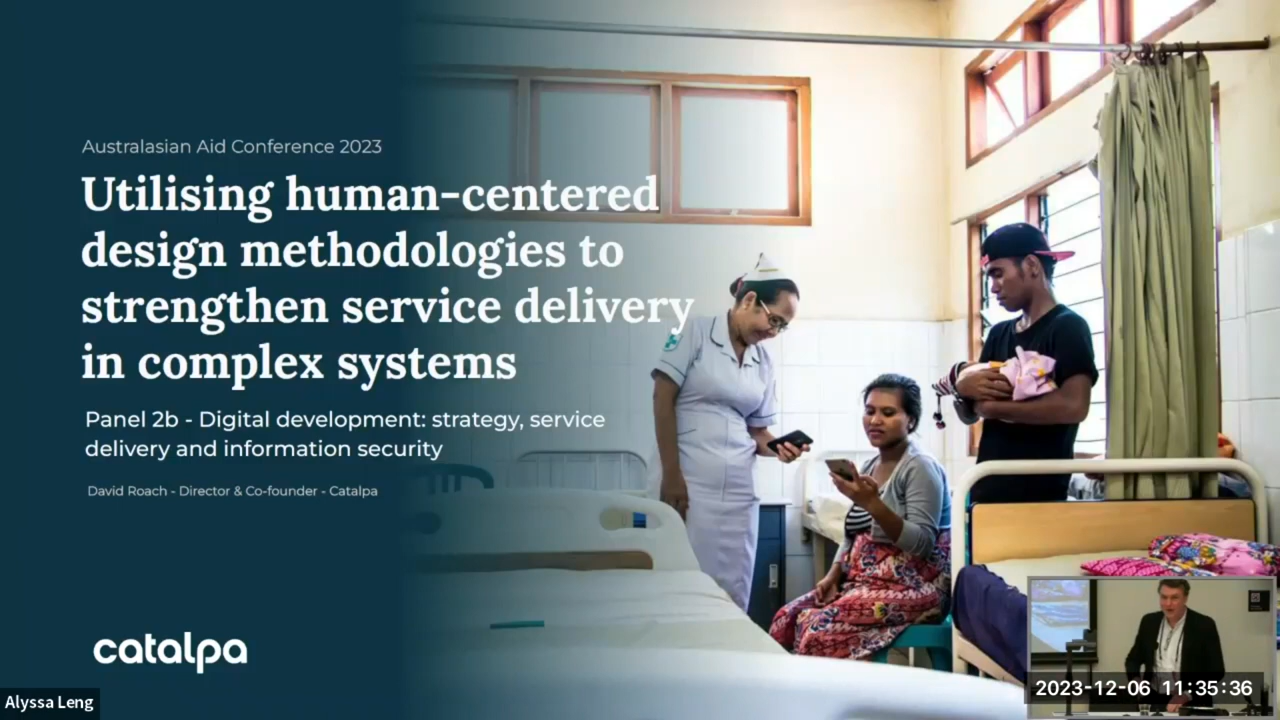 Australasian Aid Conference 2023
Utilising human-centered
design methodologies to
strengthen service delivery
in complex systems
Panel 2b - Digital development: strategy, service
delivery and information security
David Roach - Director & Co-founder - Catalpa
catalpa
Alyssa Leng
2023-12-06 11:35:36